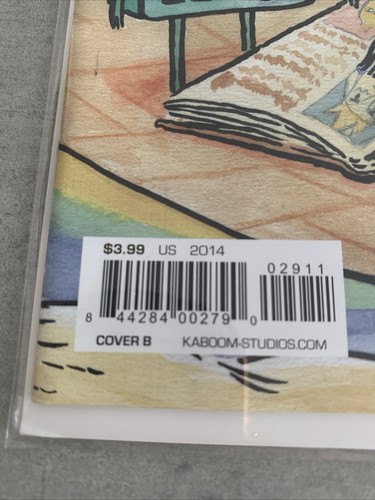 $3.99 US 2014
02911
8 44284 00279 0
COVER B KABOOM-STUDIOS.COM